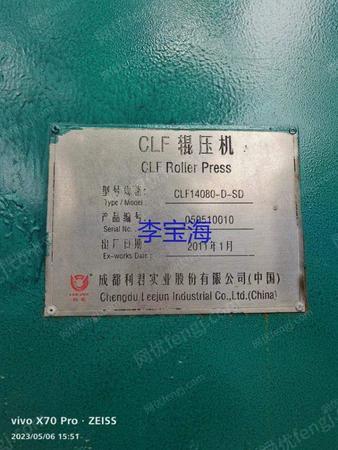 CLF 辊压机
CLF Roller Press
型号规格: CLF14080-D-SD
Type / Model:
产品编号: 050510010
Serial No.
李宝海
出厂日期: 2011年1月
Ex-works Date:
成都利君实业股份有限公司(中国)
Chengdu Leejun Industrial Co.,Ltd.(China)
vivo X70 Pro · ZEISS
2023/05/06 15:51